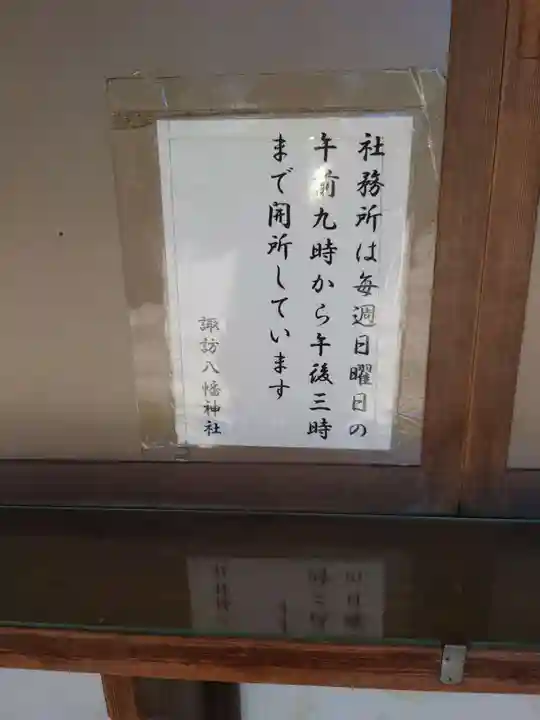 社務所は毎週日曜日の
午前九時から午後三時
まで開所しています
諏訪八幡神社